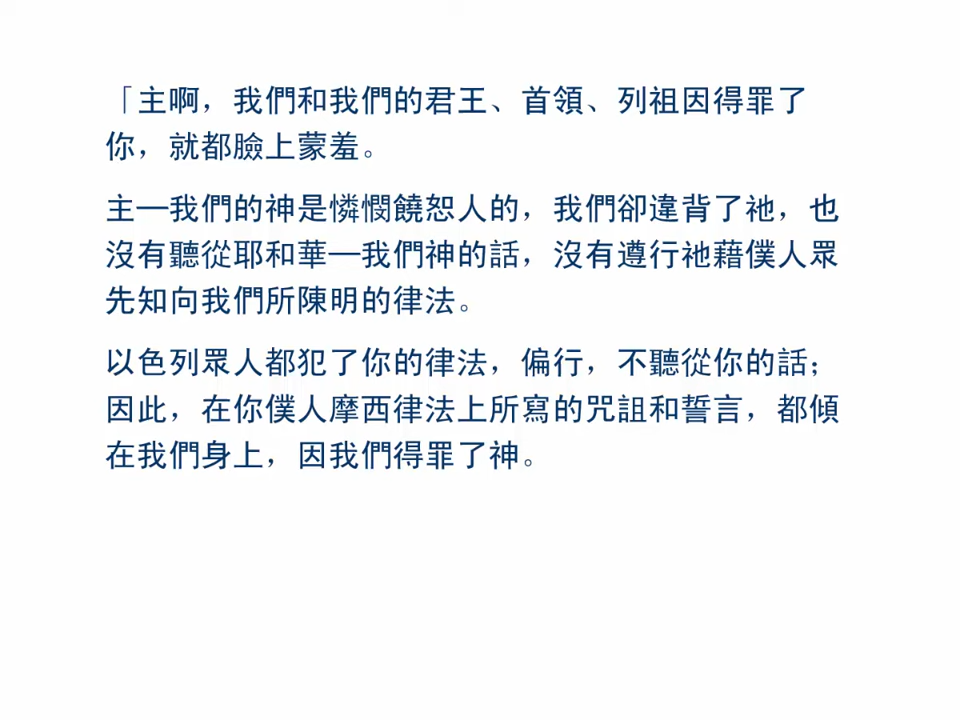 「主啊，我們和我們的君王、首領、列祖因得罪了
你，就都臉上蒙羞。
主—我們的神是憐憫饒恕人的，我們卻違背了祂，也
沒有聽從耶和華—我們神的話，沒有遵行祂藉僕人眾
先知向我們所陳明的律法。
以色列眾人都犯了你的律法，偏行，不聽從你的話；
因此，在你僕人摩西律法上所寫的咒詛和誓言，都傾
在我們身上，因我們得罪了神。